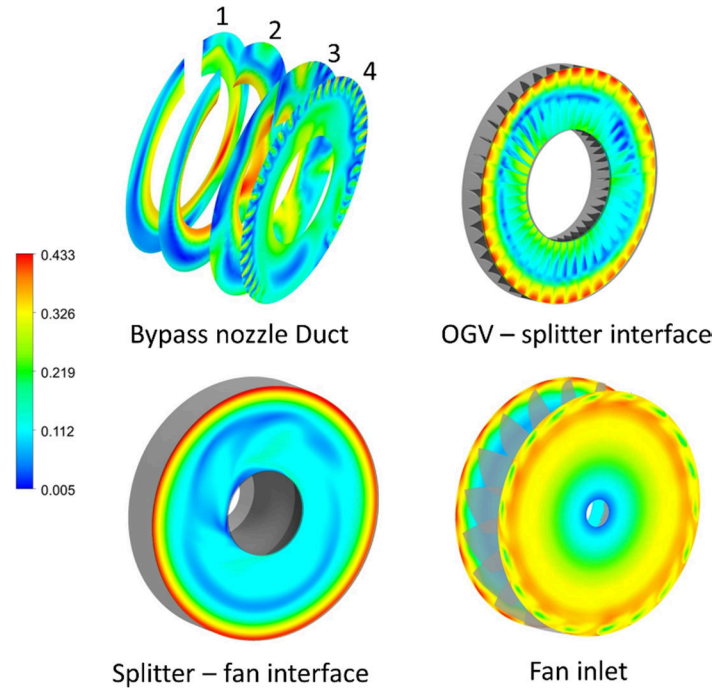 1
2
3
4
Bypass nozzle Duct
OGV – splitter interface
0.433
0.326
0.219
0.112
0.005
Splitter – fan interface
Fan inlet